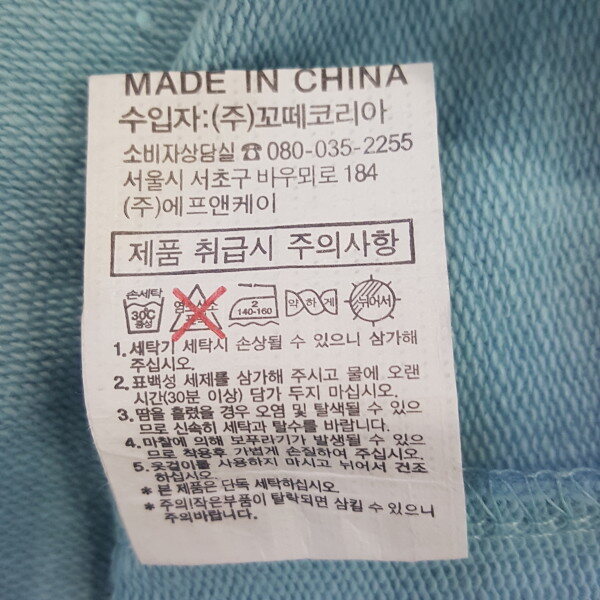 MADE IN CHINA
수입자:(주)꼬떼코리아
소비자상담실 ☎ 080-035-2255
서울시 서초구 바우뫼로 184
(주)에프앤케이
제품 취급시 주의사항
손세탁
30℃
중성
염소산소
표백
2
140-160
약하게
뉘어서
1. 세탁기 세탁시 손상될 수 있으니 삼가해
주십시오.
2. 표백성 세제를 삼가해 주시고 물에 오랜
시간(30분 이상) 담가 두지 마십시오.
3. 땀을 흘렸을 경우 오염 및 탈색될 수 있으
므로 신속히 세탁과 탈수를 바랍니다.
4. 마찰에 의해 보푸리기가 발생될 수 있으
므로 착용후 가볍게 손질하여 주십시오.
5. 옷걸이를 사용하지 마시고 뉘어서 건조
하십시오.
* 본 제품은 단독 세탁하십시오.
* 주의!작은부품이 탈락되면 삼킬 수 있으니
주의바랍니다.